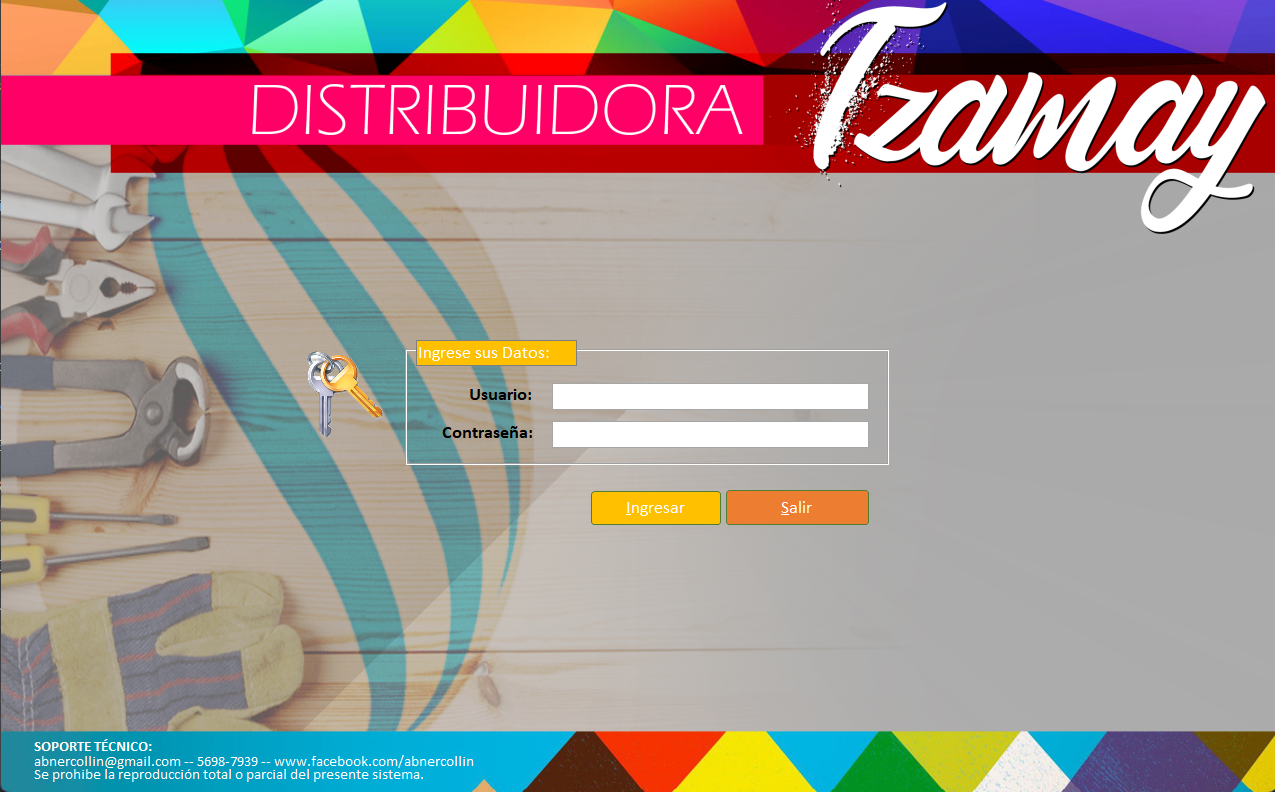 DISTRIBUIDORA
Tzamay
Ingrese sus Datos:
Usuario:
Contraseña:
Ingresar
Salir
SOPORTE TÉCNICO:
abnercollin@gmail.com -- 5698-7939 -- www.facebook.com/abnercollin
Se prohibe la reproducción total o parcial del presente sistema.